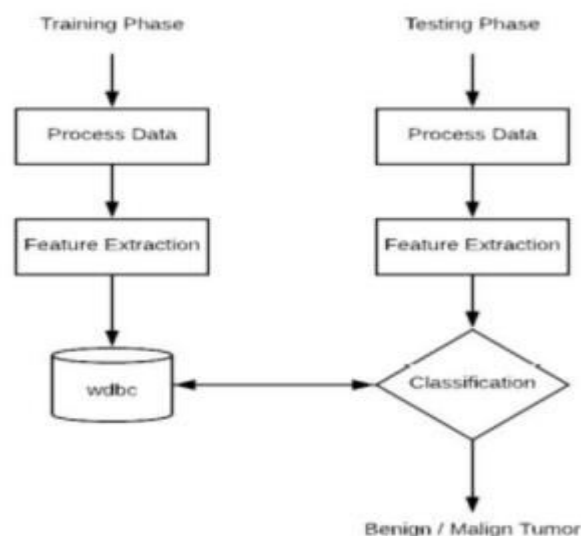 Training Phase
Testing Phase
Process Data
Process Data
Feature Extraction
Feature Extraction
wdbc
Classification
Benign / Malign Tumor